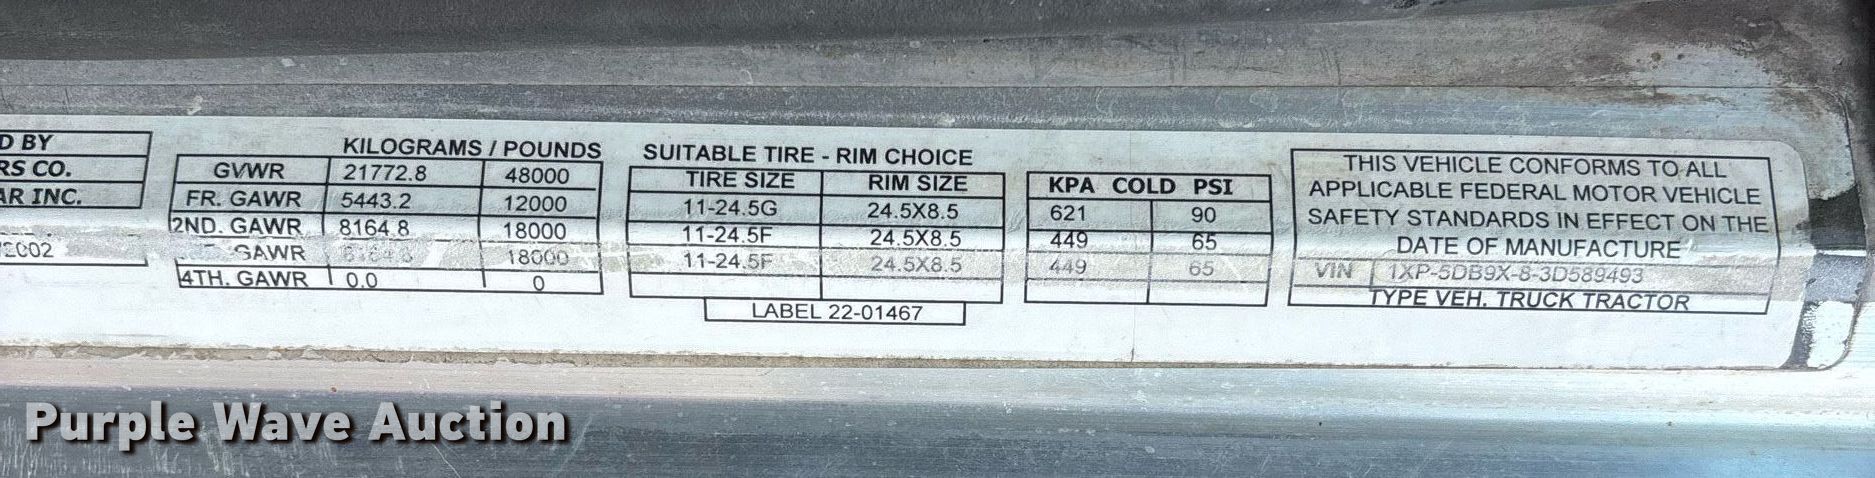 D BY
RS CO.
AR INC.
2002
KILOGRAMS / POUNDS
GVWR 21772.8 48000
FR. GAWR 5443.2 12000
2ND. GAWR 8164.8 18000
GAWR 8164.8 18000
4TH. GAWR 0.0 0
SUITABLE TIRE - RIM CHOICE
TIRE SIZE RIM SIZE
11-24.5G 24.5X8.5
11-24.5F 24.5X8.5
11-24.5F 24.5X8.5
LABEL 22-01467
KPA COLD PSI
621 90
449 65
449 65
THIS VEHICLE CONFORMS TO ALL
APPLICABLE FEDERAL MOTOR VEHICLE
SAFETY STANDARDS IN EFFECT ON THE
DATE OF MANUFACTURE
VIN 1XP-5DB9X-8-3D589493
TYPE VEH. TRUCK TRACTOR
Purple Wave Auction